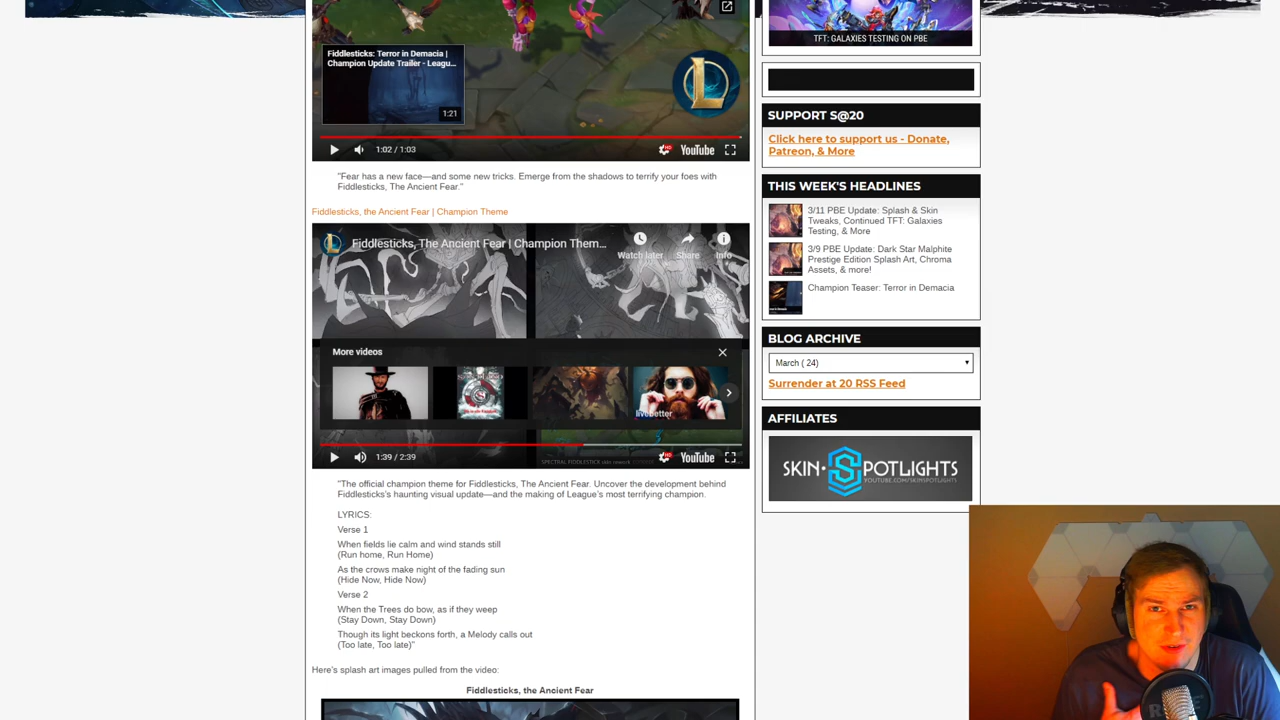 Fiddlesticks: Terror in Demacia |
Champion Update Trailer - Leagu...
1:21
1:02 / 1:03
YouTube
"Fear has a new face—and some new tricks. Emerge from the shadows to terrify your foes with
Fiddlesticks, The Ancient Fear."
Fiddlesticks, the Ancient Fear | Champion Theme
Fiddlesticks, The Ancient Fear | Champion Them...
Watch later
Share
Info
More videos
livebetter
1:39 / 2:39
YouTube
"The official champion theme for Fiddlesticks, The Ancient Fear. Uncover the development behind
Fiddlesticks's haunting visual update—and the making of League's most terrifying champion.
LYRICS:
Verse 1
When fields lie calm and wind stands still
(Run home, Run Home)
As the crows make night of the fading sun
(Hide Now, Hide Now)
Verse 2
When the Trees do bow, as if they weep
(Stay Down, Stay Down)
Though its light beckons forth, a Melody calls out
(Too late, Too late)"
Here's splash art images pulled from the video:
Fiddlesticks, the Ancient Fear
TFT: GALAXIES TESTING ON PBE
SUPPORT S@20
Click here to support us - Donate,
Patreon, & More
THIS WEEK'S HEADLINES
3/11 PBE Update: Splash & Skin
Tweaks, Continued TFT: Galaxies
Testing, & More
3/9 PBE Update: Dark Star Malphite
Prestige Edition Splash Art, Chroma
Assets, & more!
Champion Teaser: Terror in Demacia
BLOG ARCHIVE
March ( 24)
Surrender at 20 RSS Feed
AFFILIATES
SKIN SPOTLIGHTS
YOUTUBE.COM/SKINSPOTLIGHTS